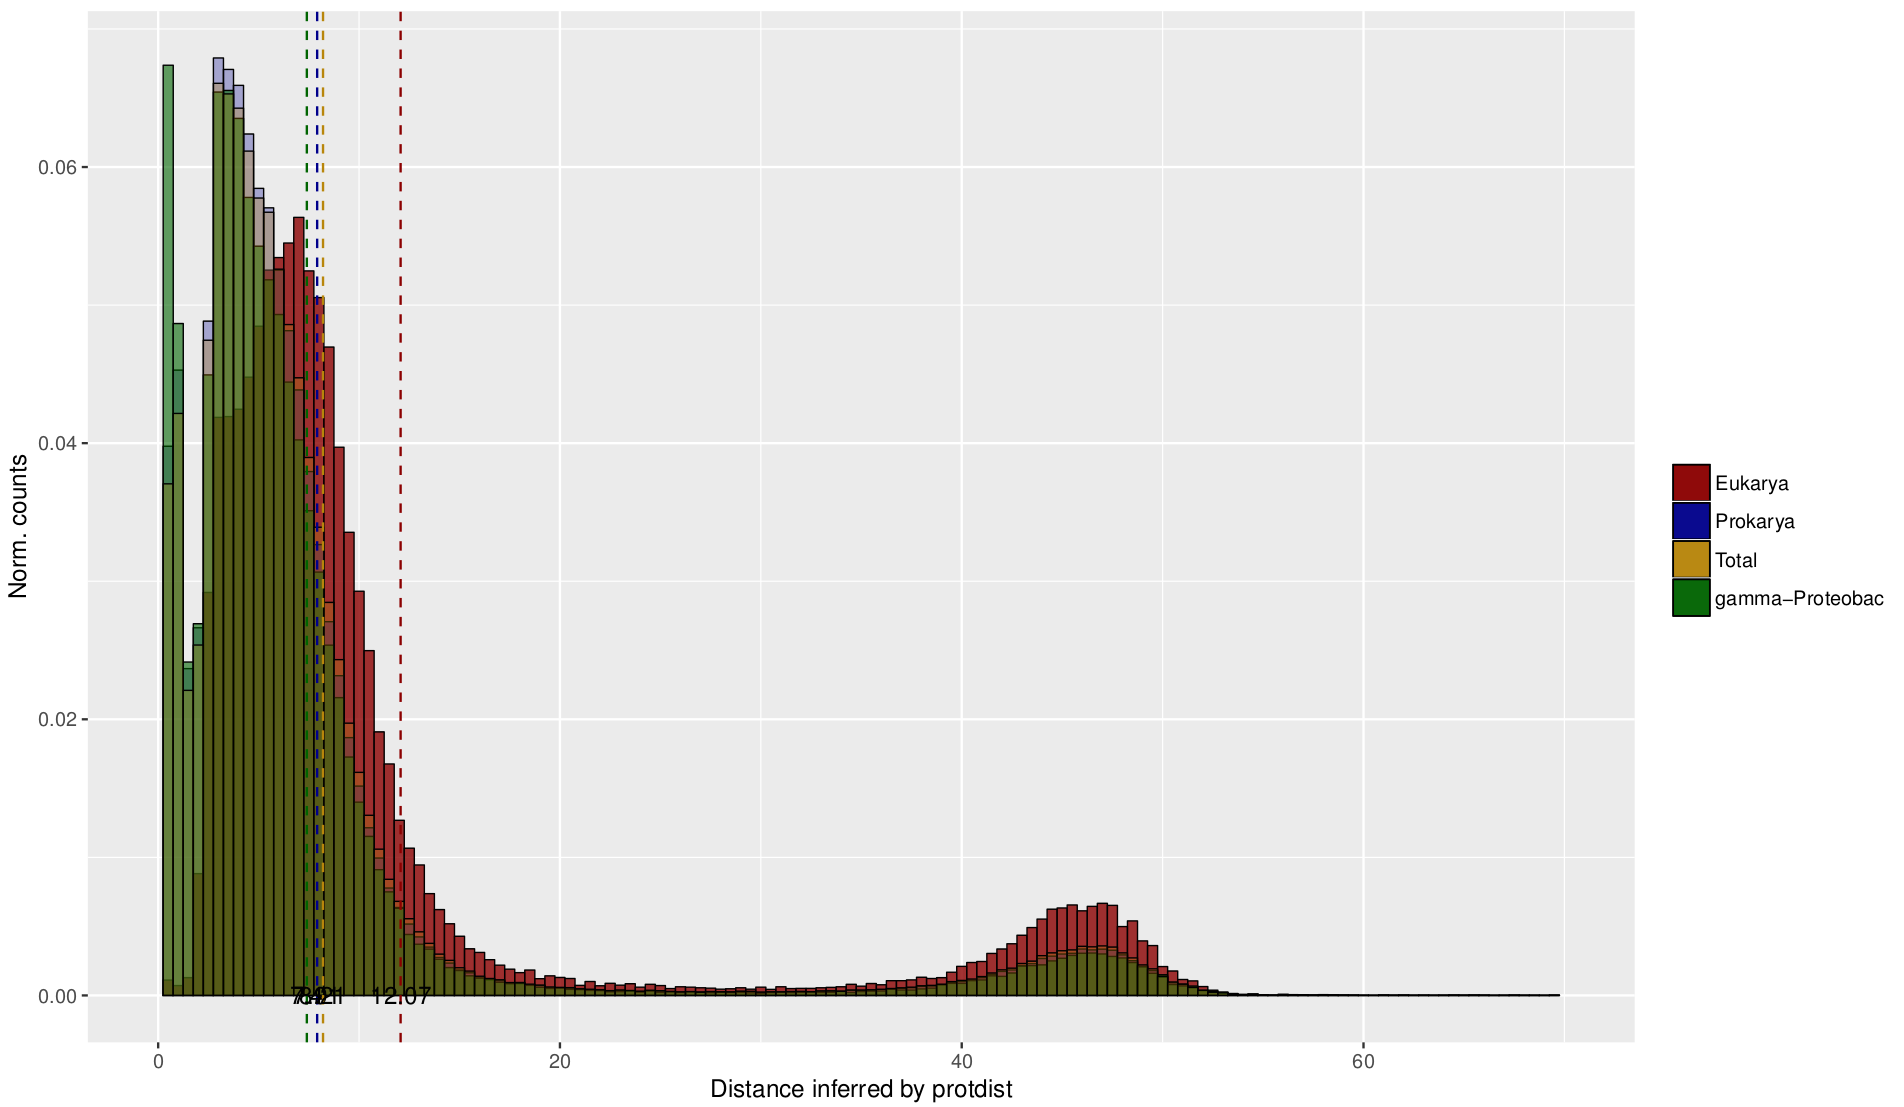 Norm. counts
0.06
0.04
0.02
0.00
12.07
0
20
40
60
Distance inferred by protdist
Eukarya
Prokarya
Total
gamma−Proteobac